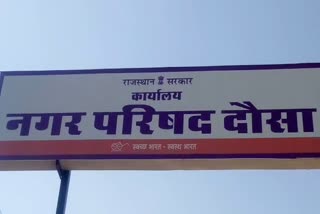 राजस्थान सरकार
कार्यालय
नगर परिषद दौसा
स्वच्छ भारत - स्वस्थ भारत